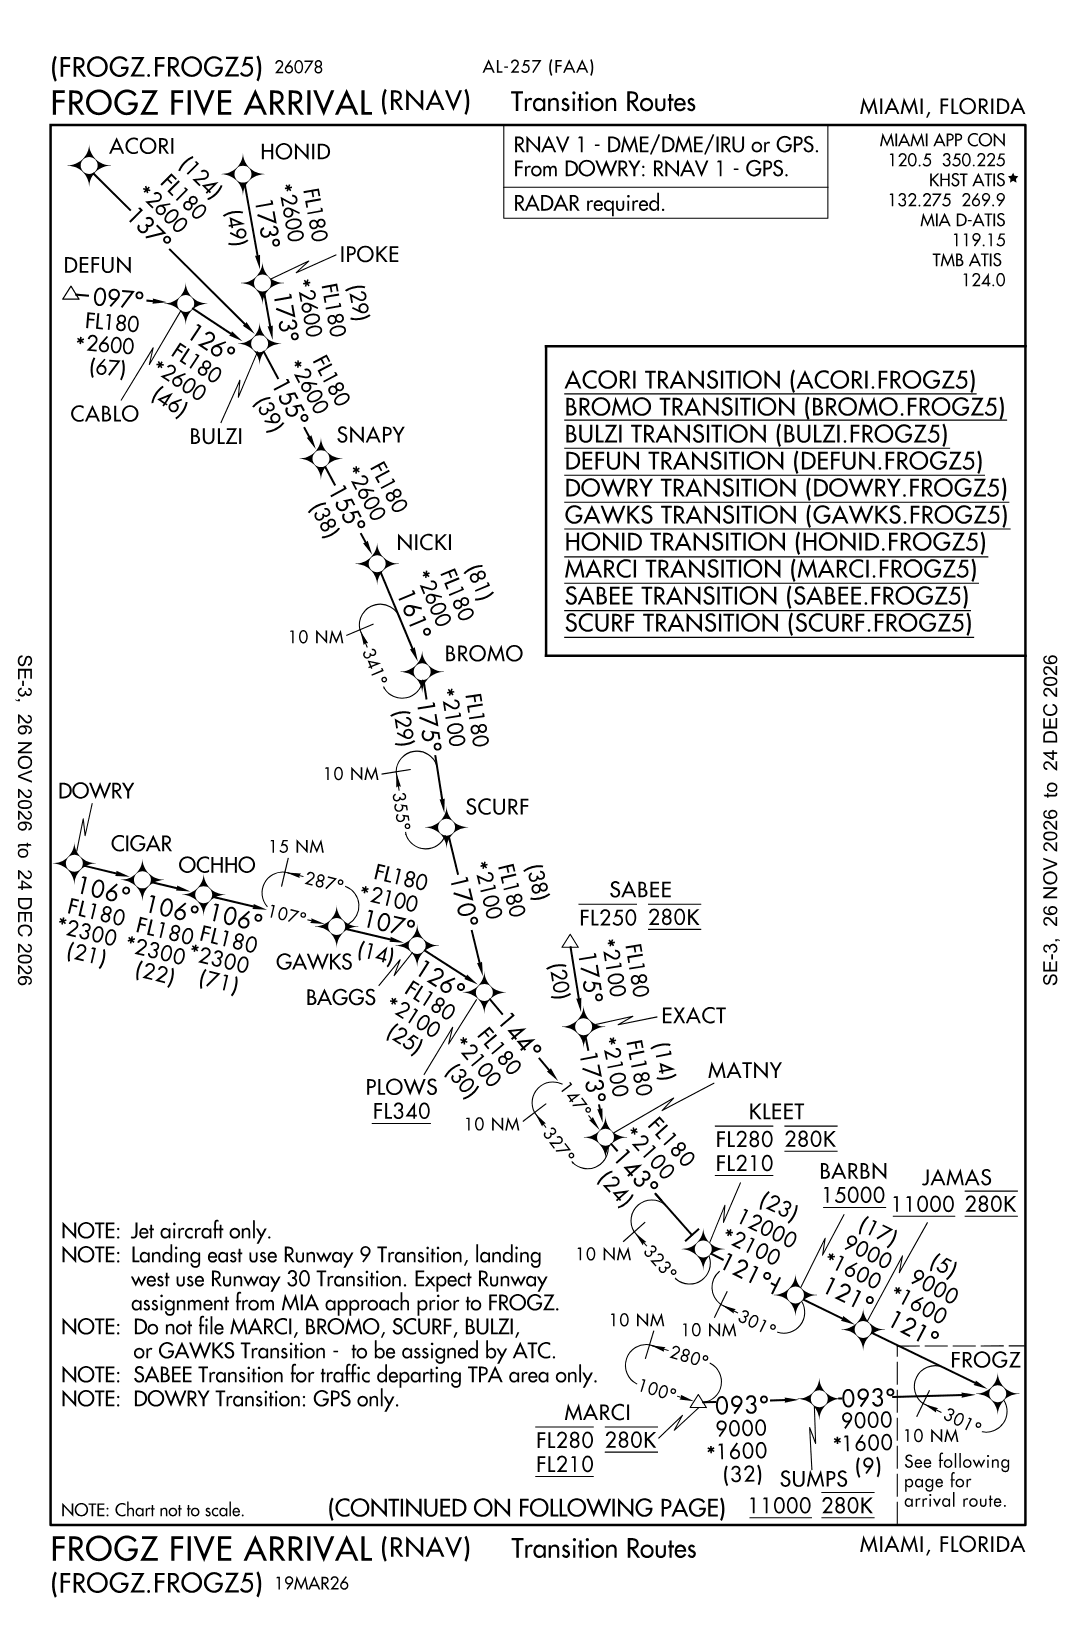 (FROGZ.FROGZ5) 26078
AL-257 (FAA)
FROGZ FIVE ARRIVAL (RNAV)
Transition Routes
MIAMI, FLORIDA
RNAV 1 - DME/DME/IRU or GPS.
From DOWRY: RNAV 1 - GPS.
RADAR required.
MIAMI APP CON
120.5 350.225
KHST ATIS★
132.275 269.9
MIA D-ATIS
119.15
TMB ATIS
124.0
ACORI
(124)
FL180
*2600
137°
HONID
FL180
*2600
173°
(49)
IPOKE
(29)
FL180
*2600
173°
DEFUN
097°
FL180
*2600
(67)
CABLO
126°
FL180
*2600
(46)
BULZI
FL180
*2600
155°
(39)
SNAPY
FL180
*2600
155°
(38)
NICKI
(81)
FL180
*2600
161°
10 NM
341°
BROMO
FL180
*2100
175°
(29)
10 NM
355°
SCURF
(38)
FL180
*2100
170°
ACORI TRANSITION (ACORI.FROGZ5)
BROMO TRANSITION (BROMO.FROGZ5)
BULZI TRANSITION (BULZI.FROGZ5)
DEFUN TRANSITION (DEFUN.FROGZ5)
DOWRY TRANSITION (DOWRY.FROGZ5)
GAWKS TRANSITION (GAWKS.FROGZ5)
HONID TRANSITION (HONID.FROGZ5)
MARCI TRANSITION (MARCI.FROGZ5)
SABEE TRANSITION (SABEE.FROGZ5)
SCURF TRANSITION (SCURF.FROGZ5)
SE-3, 26 NOV 2026 to 24 DEC 2026
SE-3, 26 NOV 2026 to 24 DEC 2026
DOWRY
106°
FL180
*2300
(21)
CIGAR
106°
FL180
*2300
(22)
OCHHO
106°
FL180
*2300
(71)
15 NM
287°
107°
GAWKS
FL180
*2100
107°
(14)
BAGGS
126°
FL180
*2100
(25)
PLOWS
FL340
144°
FL180
*2100
(30)
SABEE
FL250 280K
FL180
*2100
175°
(20)
EXACT
(14)
FL180
*2100
173°
MATNY
147°
10 NM
327°
FL180
*2100
143°
(24)
KLEET
FL280 280K
FL210
10 NM
323°
(23)
12000
*2100
121°
BARBN
15000
10 NM
301°
(17)
9000
*1600
121°
JAMAS
11000 280K
(5)
9000
*1600
121°
FROGZ
301°
10 NM
See following
page for
arrival route.
10 NM
280°
100°
MARCI
FL280 280K
FL210
093°
9000
*1600
(32)
SUMPS
11000 280K
093°
9000
*1600
(9)
NOTE: Jet aircraft only.
NOTE: Landing east use Runway 9 Transition, landing
west use Runway 30 Transition. Expect Runway
assignment from MIA approach prior to FROGZ.
NOTE: Do not file MARCI, BROMO, SCURF, BULZI,
or GAWKS Transition - to be assigned by ATC.
NOTE: SABEE Transition for traffic departing TPA area only.
NOTE: DOWRY Transition: GPS only.
NOTE: Chart not to scale.
(CONTINUED ON FOLLOWING PAGE)
FROGZ FIVE ARRIVAL (RNAV)
Transition Routes
MIAMI, FLORIDA
(FROGZ.FROGZ5) 19MAR26